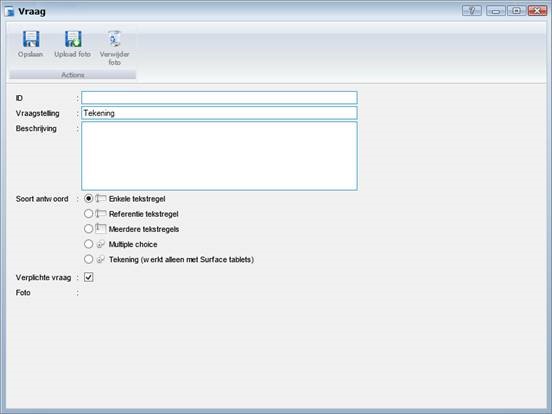 Vraag
Opslaan Upload foto Verwijder foto
Actions
ID :
Vraagstelling : Tekening
Beschrijving :
Soort antwoord : Enkele tekstregel
Referentie tekstregel
Meerdere tekstregels
Multiple choice
Tekening (werkt alleen met Surface tablets)
Verplichte vraag :
Foto :